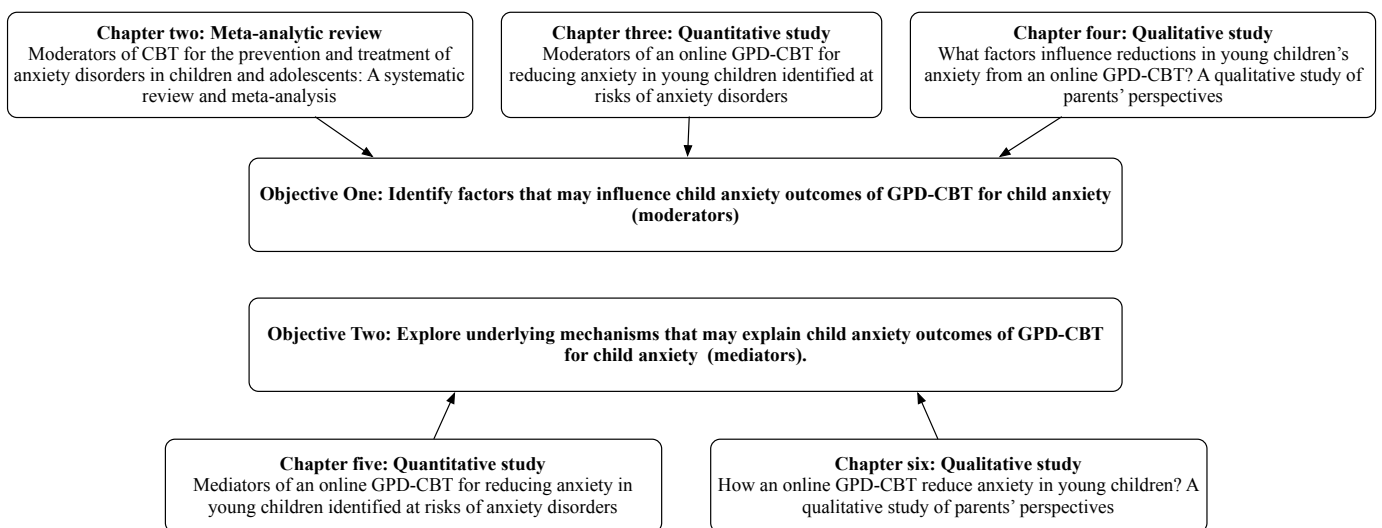 Chapter two: Meta-analytic review
Moderators of CBT for the prevention and treatment of
anxiety disorders in children and adolescents: A systematic
review and meta-analysis
Chapter three: Quantitative study
Moderators of an online GPD-CBT for
reducing anxiety in young children identified at
risks of anxiety disorders
Chapter four: Qualitative study
What factors influence reductions in young children’s
anxiety from an online GPD-CBT? A qualitative study of
parents’ perspectives
Objective One: Identify factors that may influence child anxiety outcomes of GPD-CBT for child anxiety
(moderators)
Objective Two: Explore underlying mechanisms that may explain child anxiety outcomes of GPD-CBT
for child anxiety (mediators).
Chapter five: Quantitative study
Mediators of an online GPD-CBT for reducing anxiety in
young children identified at risks of anxiety disorders
Chapter six: Qualitative study
How an online GPD-CBT reduce anxiety in young children? A
qualitative study of parents’ perspectives